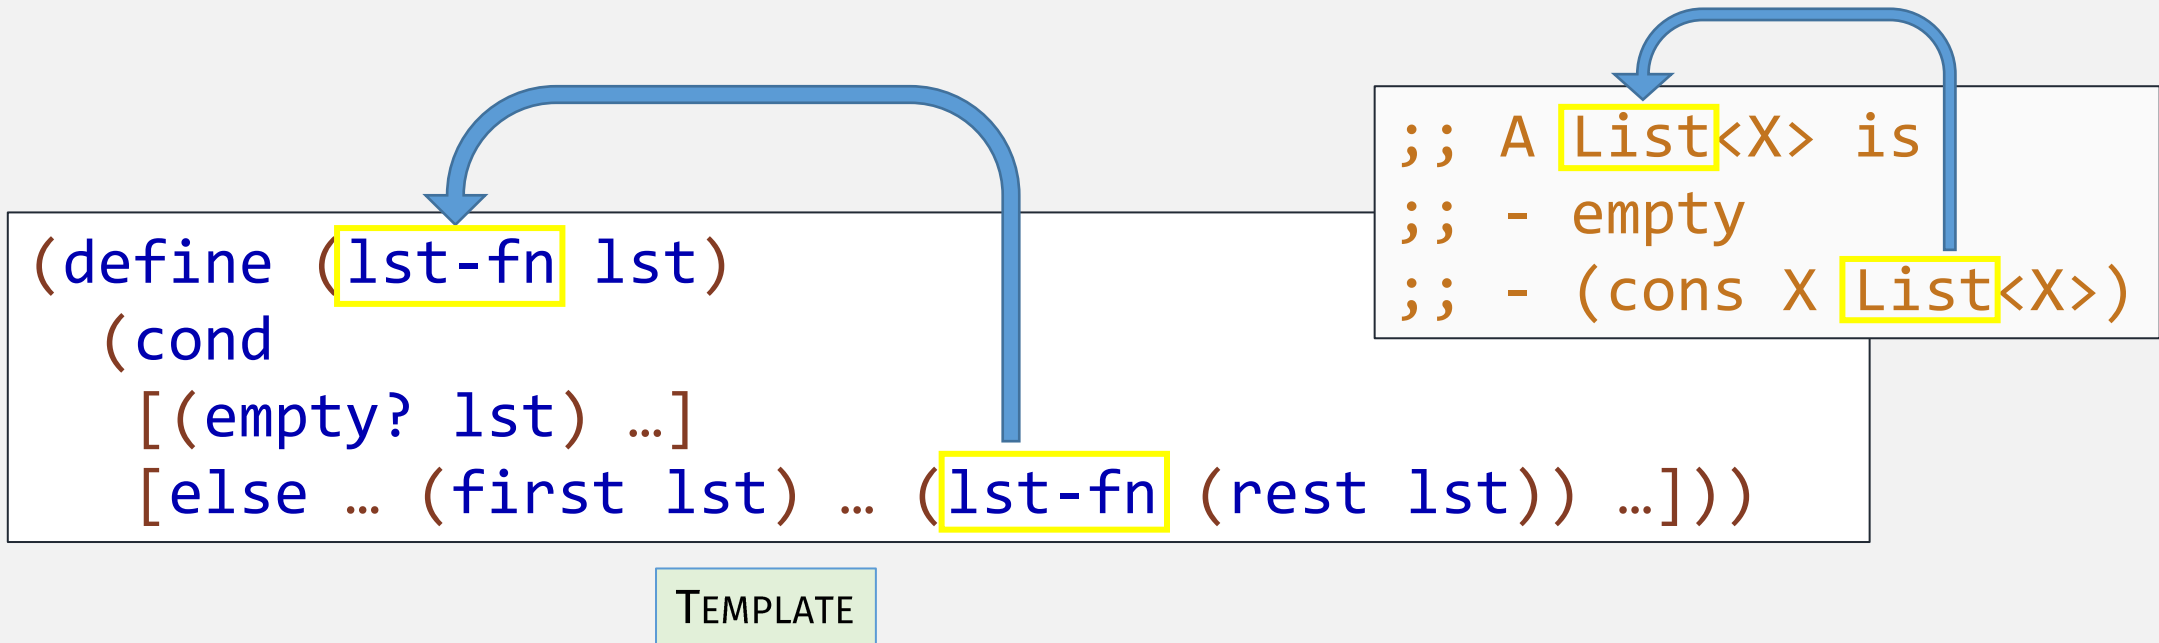 ;; A List<X> is
;; - empty
;; - (cons X List<X>)
(define (lst-fn lst)
(cond
[(empty? lst) …]
[else … (first lst) … (lst-fn (rest lst)) …]))
TEMPLATE